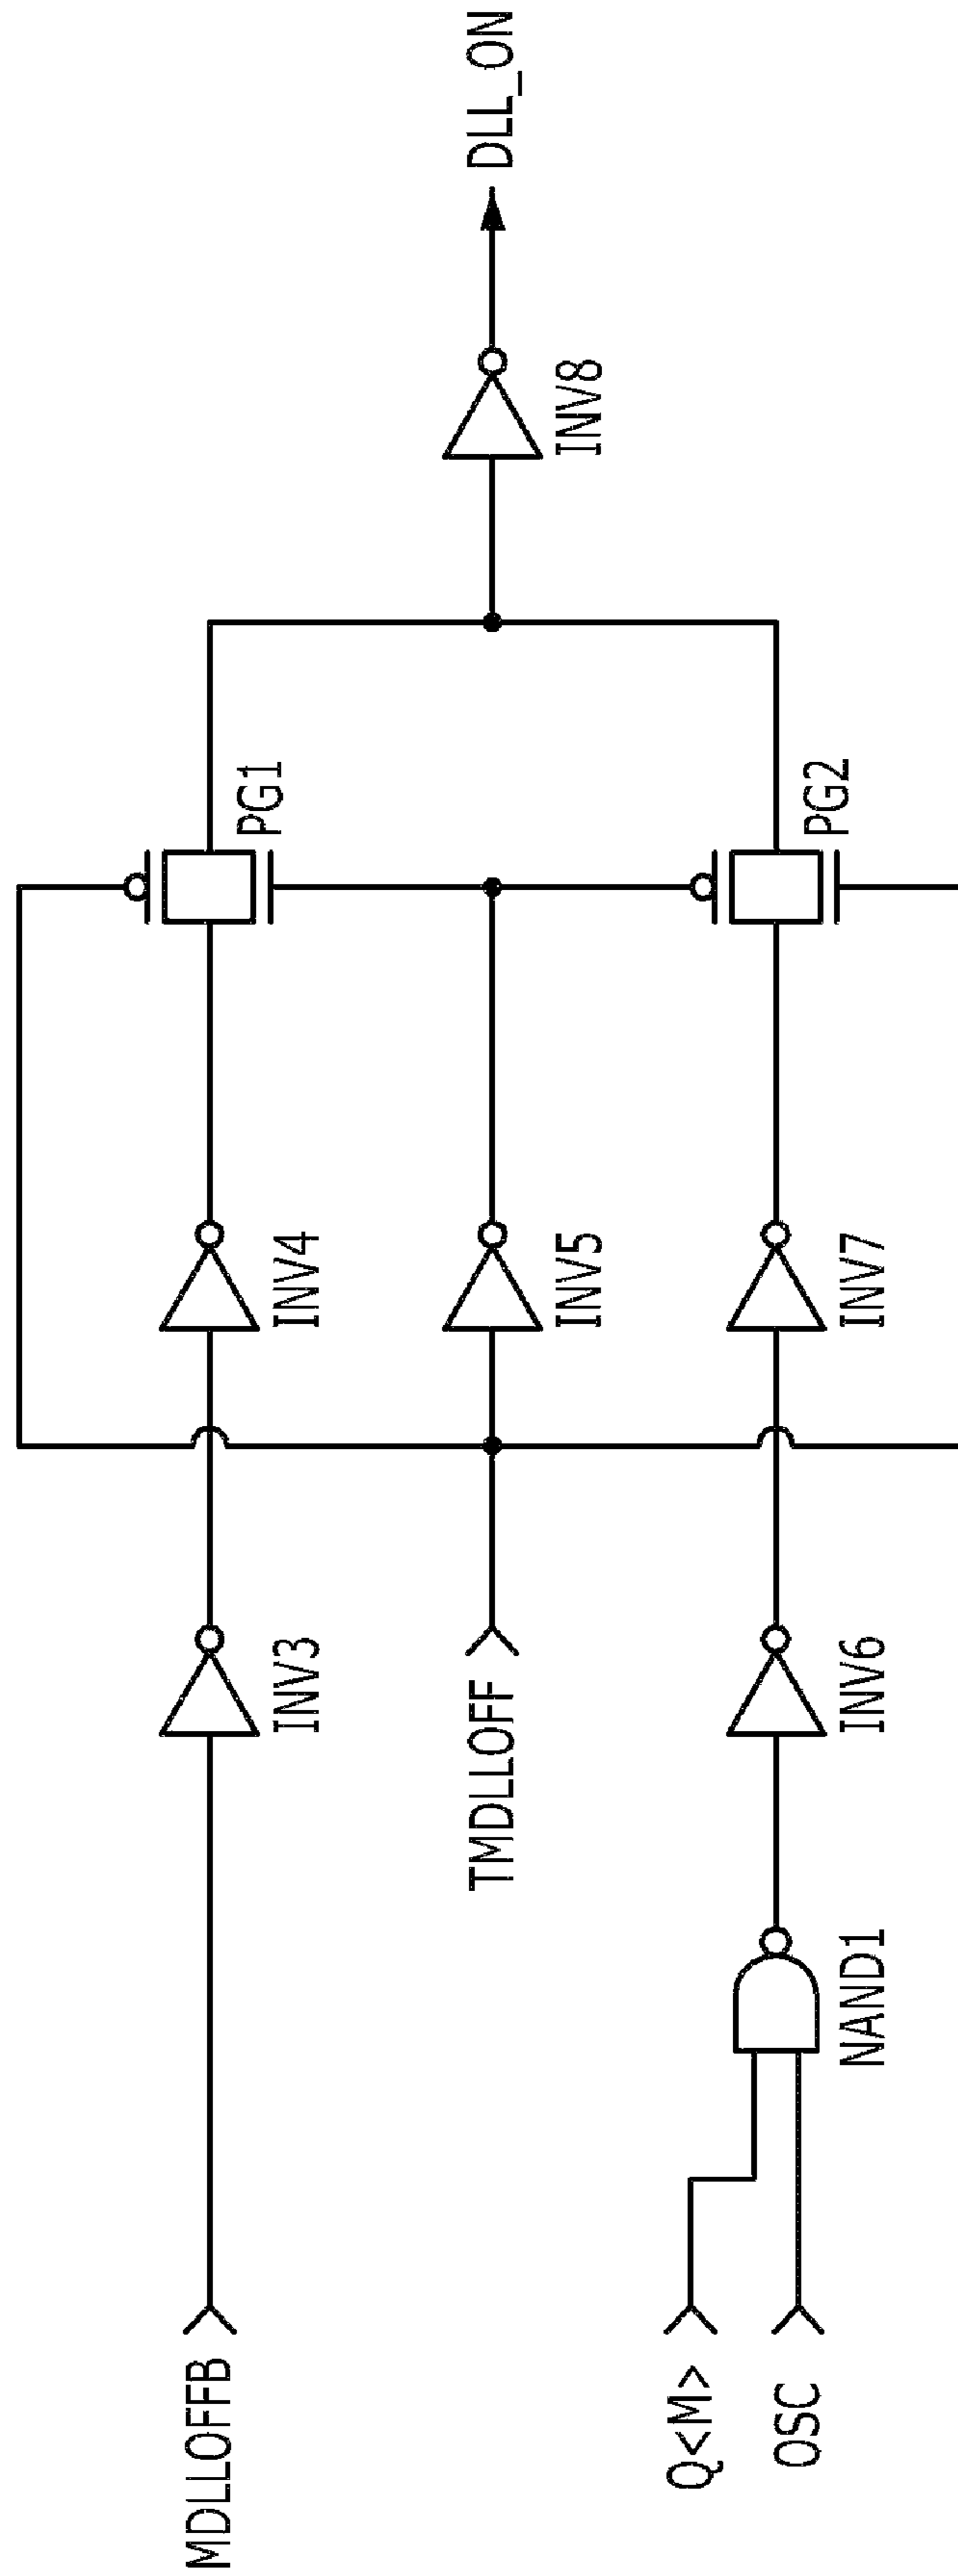 MDLLOFFB
INV3
INV4
PG1
TMDLLOFF
INV5
INV8
DLL_ON
Q<M>
OSC
NAND1
INV6
INV7
PG2